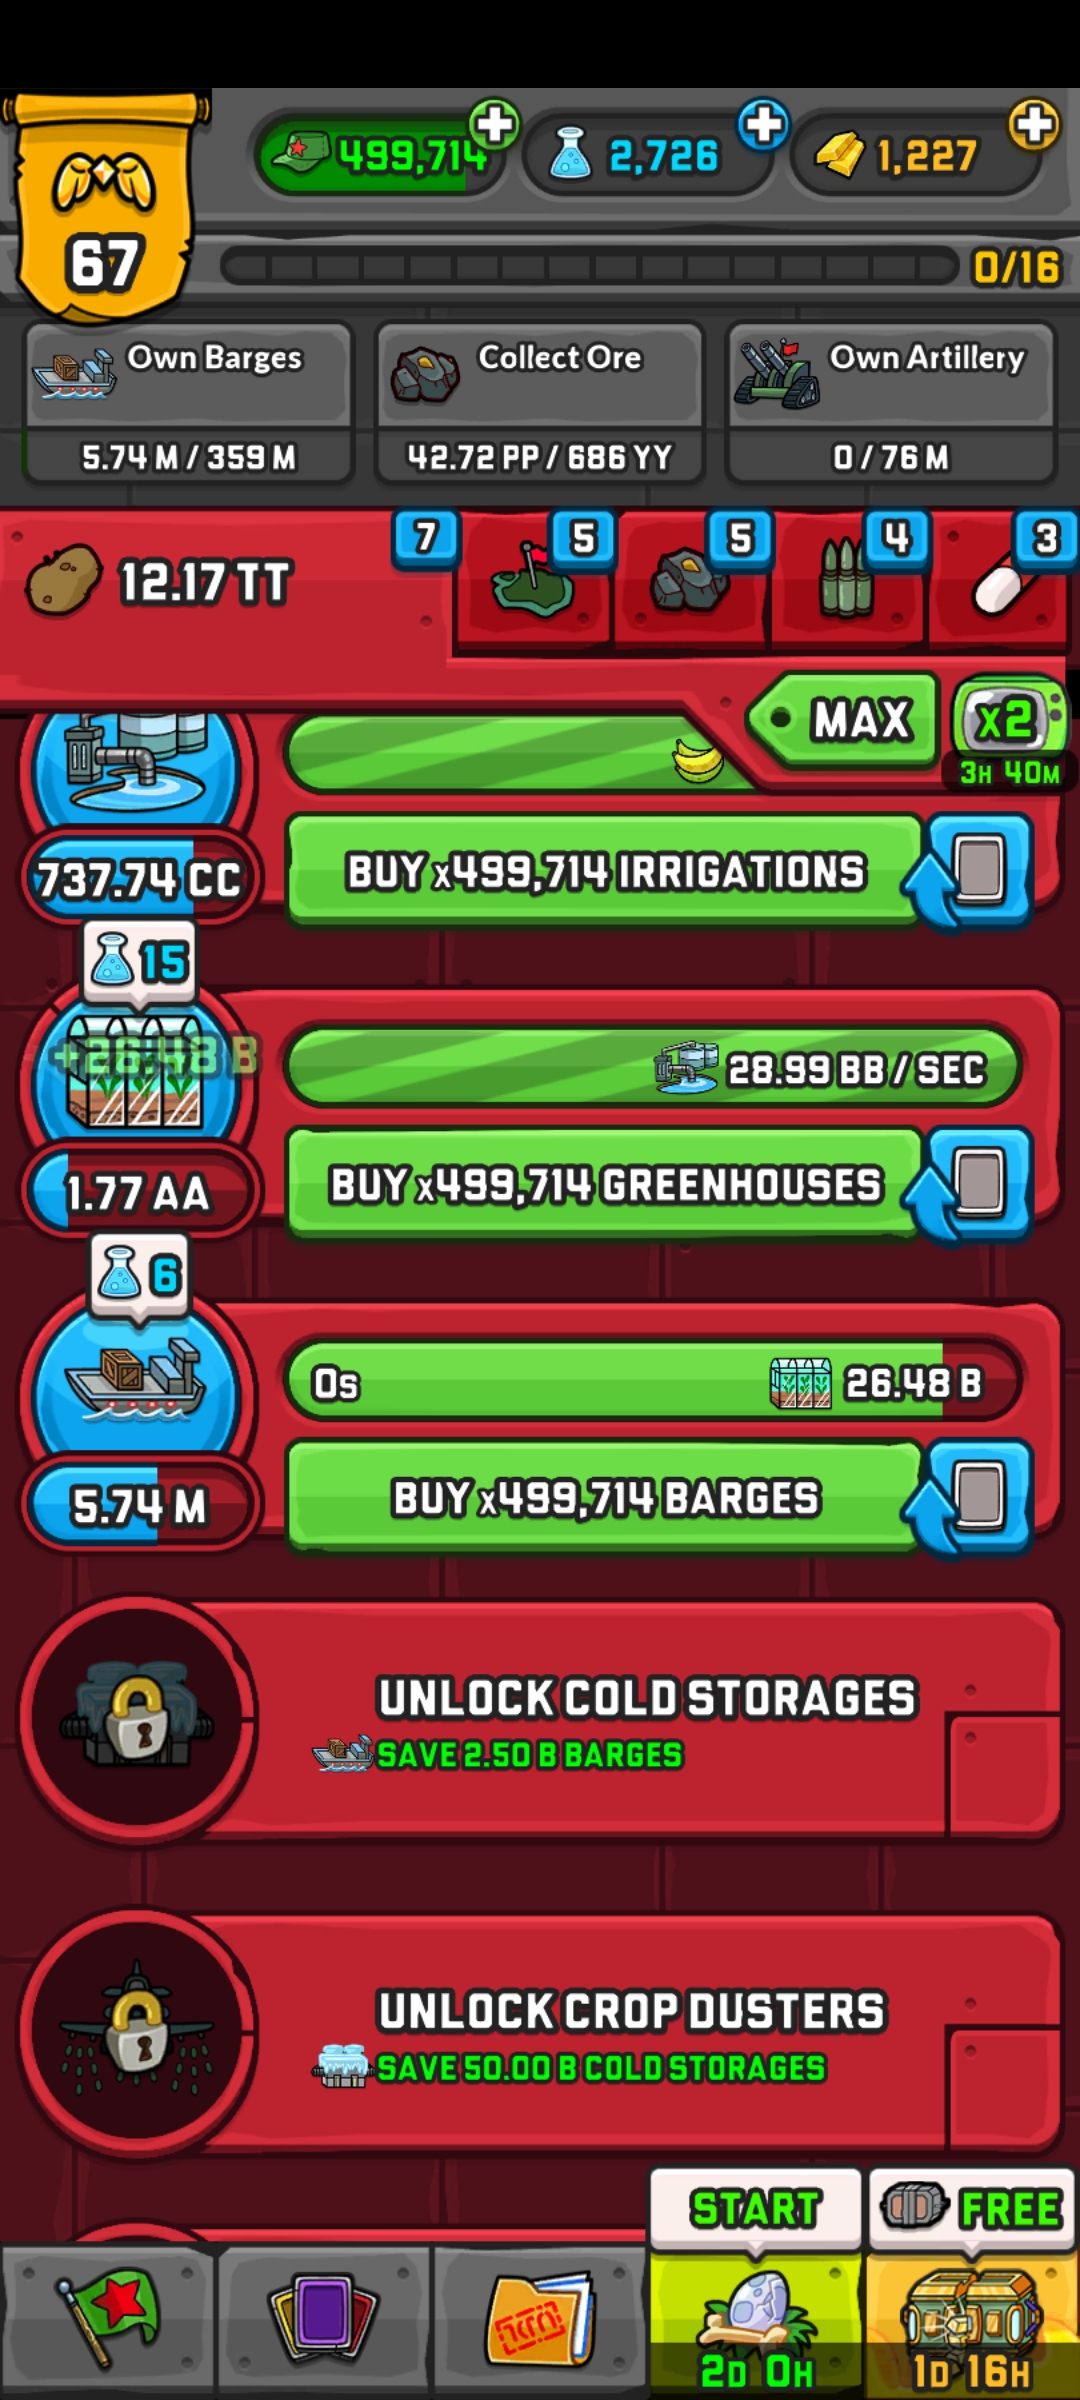 499,714
2,726
1,227
67
0/16
Own Barges
5.74 M / 359 M
Collect Ore
42.72 PP / 686 YY
Own Artillery
0 / 76 M
12.17 TT
7
5
5
4
3
MAX
x2
3H 40M
737.74 CC
BUY x499,714 IRRIGATIONS
15
+26.48 B
28.99 BB / SEC
1.77 AA
BUY x499,714 GREENHOUSES
6
0s
26.48 B
5.74 M
BUY x499,714 BARGES
UNLOCK COLD STORAGES
SAVE 2.50 B BARGES
UNLOCK CROP DUSTERS
SAVE 50.00 B COLD STORAGES
START
FREE
2D 0H
1D 16H